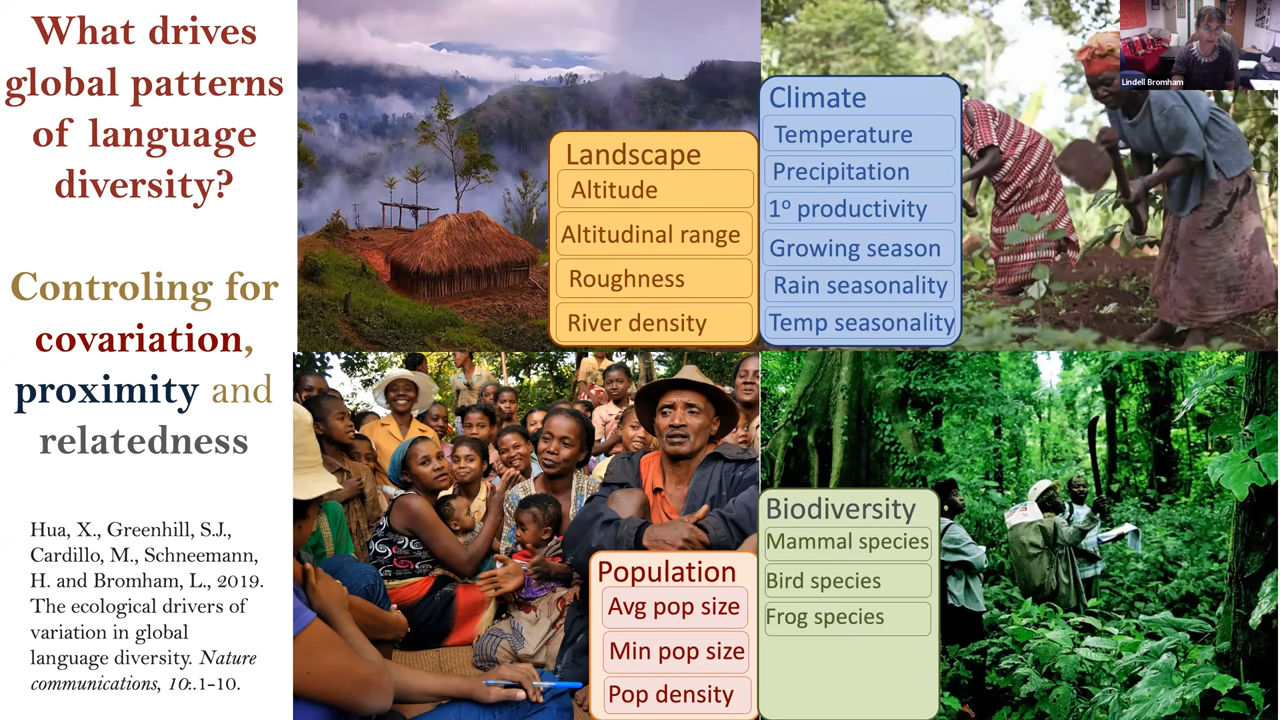 What drives
global patterns
of language
diversity?
Controling for
covariation,
proximity and
relatedness
Hua, X., Greenhill, S.J.,
Cardillo, M., Schneemann,
H. and Bromham, L., 2019.
The ecological drivers of
variation in global
language diversity. Nature
communications, 10:.1-10.
Landscape
Altitude
Altitudinal range
Roughness
River density
Climate
Temperature
Precipitation
1º productivity
Growing season
Rain seasonality
Temp seasonality
Population
Avg pop size
Min pop size
Pop density
Biodiversity
Mammal species
Bird species
Frog species
Lindell Bromham